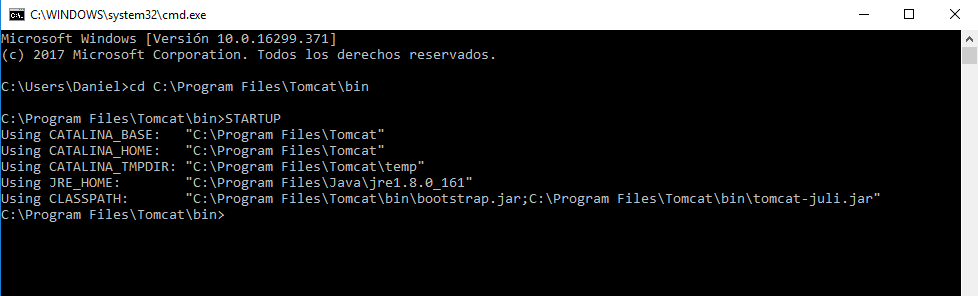 C:\WINDOWS\system32\cmd.exe
Microsoft Windows [Versión 10.0.16299.371]
(c) 2017 Microsoft Corporation. Todos los derechos reservados.
C:\Users\Daniel>cd C:\Program Files\Tomcat\bin
C:\Program Files\Tomcat\bin>STARTUP
Using CATALINA_BASE:   "C:\Program Files\Tomcat"
Using CATALINA_HOME:   "C:\Program Files\Tomcat"
Using CATALINA_TMPDIR: "C:\Program Files\Tomcat\temp"
Using JRE_HOME:        "C:\Program Files\Java\jre1.8.0_161"
Using CLASSPATH:       "C:\Program Files\Tomcat\bin\bootstrap.jar;C:\Program Files\Tomcat\bin\tomcat-juli.jar"
C:\Program Files\Tomcat\bin>